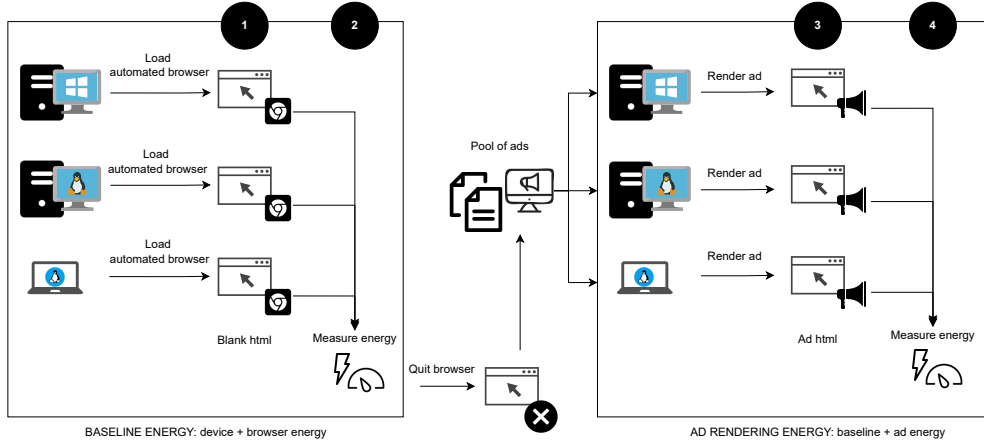 1
2
Load
automated browser
Load
automated browser
Load
automated browser
Blank html
Measure energy
BASELINE ENERGY: device + browser energy
Quit browser
Pool of ads
3
4
Render ad
Render ad
Render ad
Ad html
Measure energy
AD RENDERING ENERGY: baseline + ad energy